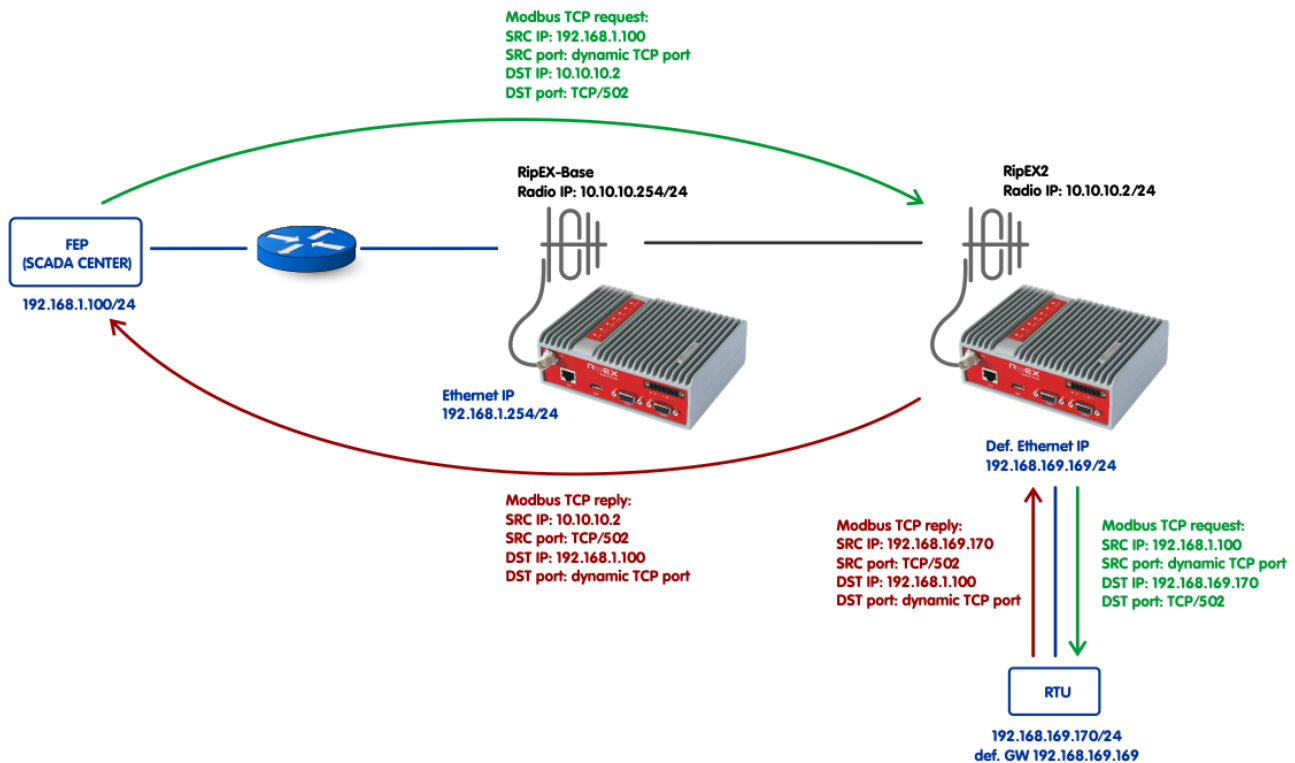 Modbus TCP request:
SRC IP: 192.168.1.100
SRC port: dynamic TCP port
DST IP: 10.10.10.2
DST port: TCP/502
RipEX-Base
Radio IP: 10.10.10.254/24
RipEX2
Radio IP: 10.10.10.2/24
FEP
(SCADA CENTER)
192.168.1.100/24
Ethernet IP
192.168.1.254/24
Def. Ethernet IP
192.168.169.169/24
Modbus TCP reply:
SRC IP: 10.10.10.2
SRC port: TCP/502
DST IP: 192.168.1.100
DST port: dynamic TCP port
Modbus TCP reply:
SRC IP: 192.168.169.170
SRC port: TCP/502
DST IP: 192.168.1.100
DST port: dynamic TCP port
Modbus TCP request:
SRC IP: 192.168.1.100
SRC port: dynamic TCP port
DST IP: 192.168.169.170
DST port: TCP/502
RTU
192.168.169.170/24
def. GW 192.168.169.169